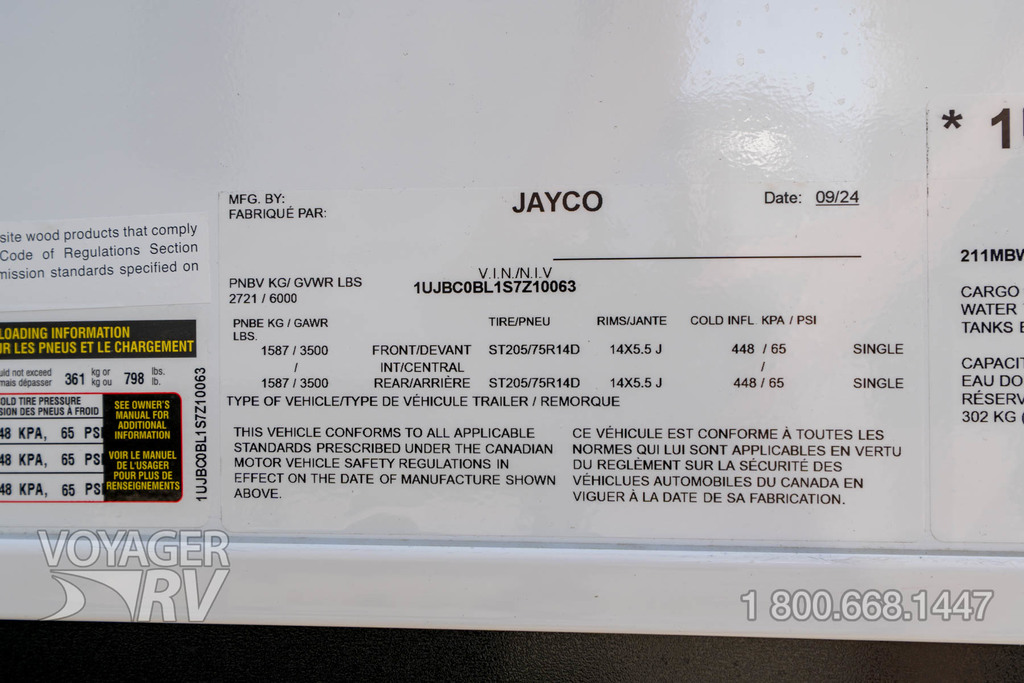 site wood products that comply
Code of Regulations Section
mission standards specified on
LOADING INFORMATION
UR LES PNEUS ET LE CHARGEMENT
uld not exceed
mais dépasser
361 kg or
kg ou
798 lbs.
lb.
OLD TIRE PRESSURE
SION DES PNEUS À FROID
48 KPA, 65 PSI
48 KPA, 65 PSI
48 KPA, 65 PSI
SEE OWNER'S
MANUAL FOR
ADDITIONAL
INFORMATION
VOIR LE MANUEL
DE L'USAGER
POUR PLUS DE
RENSEIGNEMENTS
1UJBC0BL1S7Z10063
MFG. BY:
FABRIQUÉ PAR:
JAYCO
Date: 09/24
V.I.N./N.I.V
PNBV KG/ GVWR LBS
1UJBC0BL1S7Z10063
2721 / 6000
PNBE KG / GAWR
LBS.
TIRE/PNEU RIMS/JANTE COLD INFL. KPA / PSI
1587 / 3500 FRONT/DEVANT ST205/75R14D 14X5.5 J 448 / 65 SINGLE
/ INT/CENTRAL /
1587 / 3500 REAR/ARRIÈRE ST205/75R14D 14X5.5 J 448 / 65 SINGLE
TYPE OF VEHICLE/TYPE DE VÉHICULE TRAILER / REMORQUE
THIS VEHICLE CONFORMS TO ALL APPLICABLE
STANDARDS PRESCRIBED UNDER THE CANADIAN
MOTOR VEHICLE SAFETY REGULATIONS IN
EFFECT ON THE DATE OF MANUFACTURE SHOWN
ABOVE.
CE VÉHICULE EST CONFORME À TOUTES LES
NORMES QUI LUI SONT APPLICABLES EN VERTU
DU REGLÈMENT SUR LA SÉCURITÉ DES
VÉHICLUES AUTOMOBILES DU CANADA EN
VIGUER À LA DATE DE SA FABRICATION.
* 1
211MBW
CARGO
WATER
TANKS
CAPACIT
EAU DO
RÉSERV
302 KG (
VOYAGER
RV
1 800.668.1447